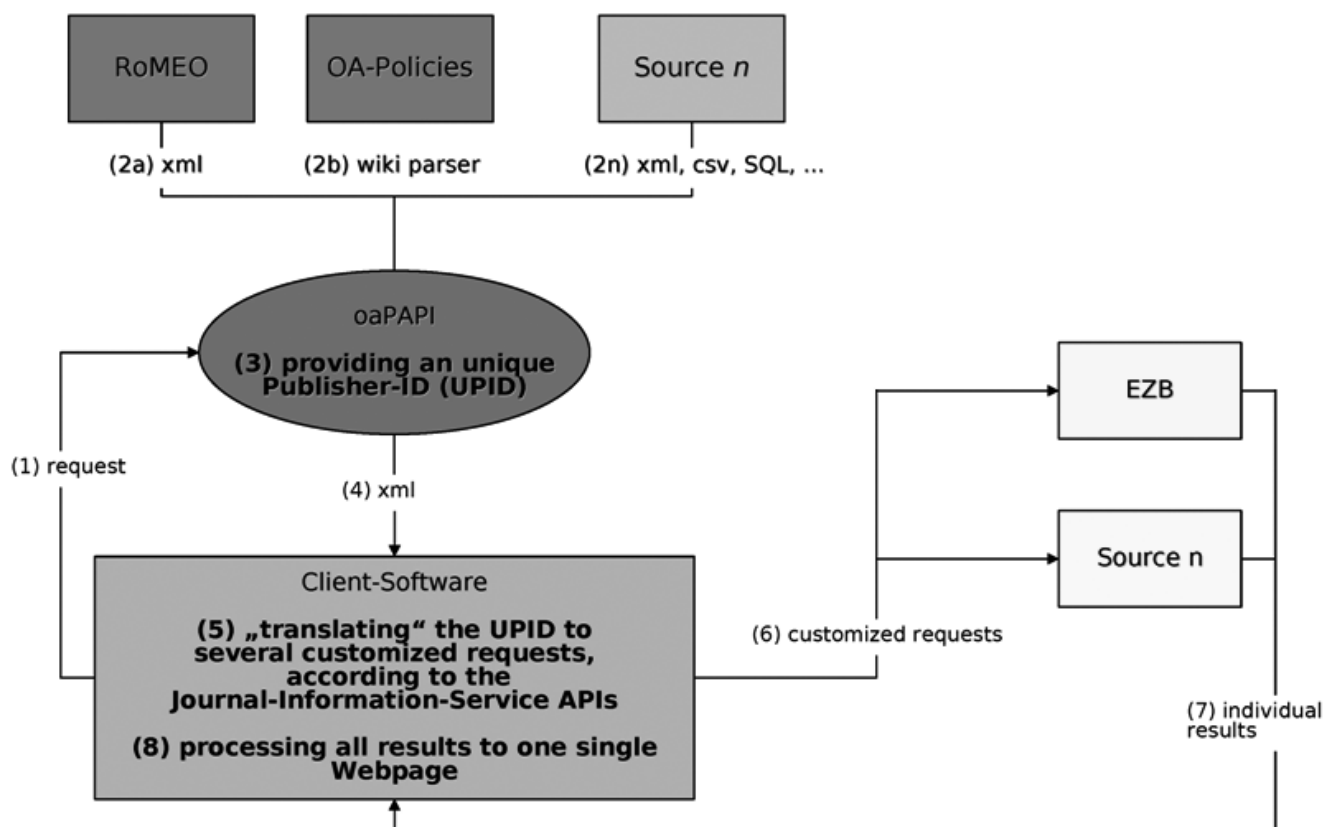 RoMEO
OA-Policies
Source n
(2a) xml
(2b) wiki parser
(2n) xml, csv, SQL, ...
oaPAPI
(3) providing an unique
Publisher-ID (UPID)
EZB
(1) request
(4) xml
Source n
Client-Software
(5) „translating“ the UPID to
several customized requests,
according to the
Journal-Information-Service APIs
(8) processing all results to one single
Webpage
(6) customized requests
(7) individual
results